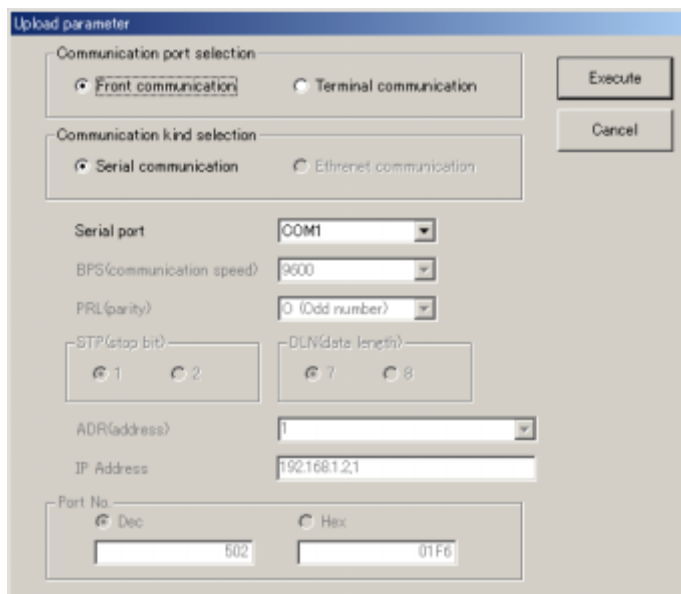 Upload parameter
Communication port selection
Front communication
Terminal communication
Execute
Cancel
Communication kind selection
Serial communication
Ethrenet communication
Serial port
COM1
BPS(communication speed)
9600
PRL(parity)
O (Odd number)
STP(stop bit)
1
2
DLN(data length)
7
8
ADR(address)
1
IP Address
192.168.1.2,1
Port No.
Dec
Hex
502
01F6